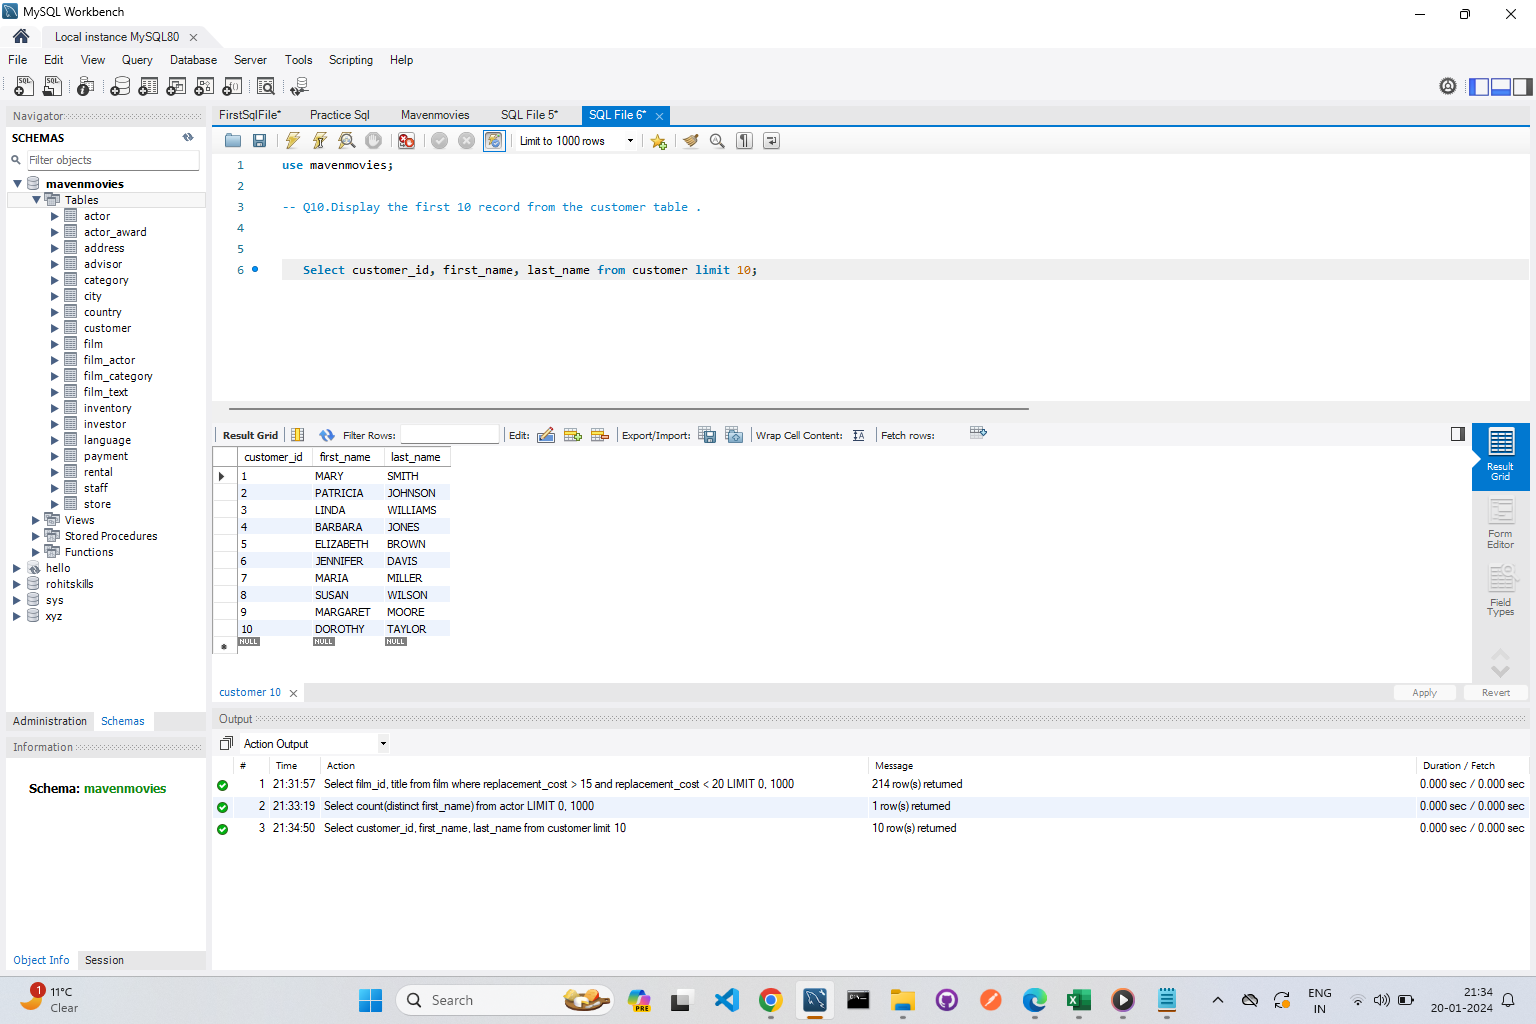 MySQL Workbench
Local instance MySQL80
File Edit View Query Database Server Tools Scripting Help
Navigator
SCHEMAS
Filter objects
mavenmovies
Tables
actor
actor_award
address
advisor
category
city
country
customer
film
film_actor
film_category
film_text
inventory
investor
language
payment
rental
staff
store
Views
Stored Procedures
Functions
hello
rohitskills
sys
xyz
Administration Schemas
Information
Schema: mavenmovies
Object Info Session
FirstSqlFile* Practice Sql Mavenmovies SQL File 5* SQL File 6*
Limit to 1000 rows
1 use mavenmovies;
2
3 -- Q10.Display the first 10 record from the customer table .
4
5
6 Select customer_id, first_name, last_name from customer limit 10;
Result Grid Filter Rows: Edit: Export/Import: Wrap Cell Content: Fetch rows:
customer_id first_name last_name
1 MARY SMITH
2 PATRICIA JOHNSON
3 LINDA WILLIAMS
4 BARBARA JONES
5 ELIZABETH BROWN
6 JENNIFER DAVIS
7 MARIA MILLER
8 SUSAN WILSON
9 MARGARET MOORE
10 DOROTHY TAYLOR
NULL NULL NULL
Result
Grid
Form
Editor
Field
Types
customer 10
Apply Revert
Output
Action Output
# Time Action Message Duration / Fetch
1 21:31:57 Select film_id, title from film where replacement_cost > 15 and replacement_cost < 20 LIMIT 0, 1000 214 row(s) returned 0.000 sec / 0.000 sec
2 21:33:19 Select count(distinct first_name) from actor LIMIT 0, 1000 1 row(s) returned 0.000 sec / 0.000 sec
3 21:34:50 Select customer_id, first_name, last_name from customer limit 10 10 row(s) returned 0.000 sec / 0.000 sec
1
11°C
Clear
Search
PRE
ENG
IN
21:34
20-01-2024